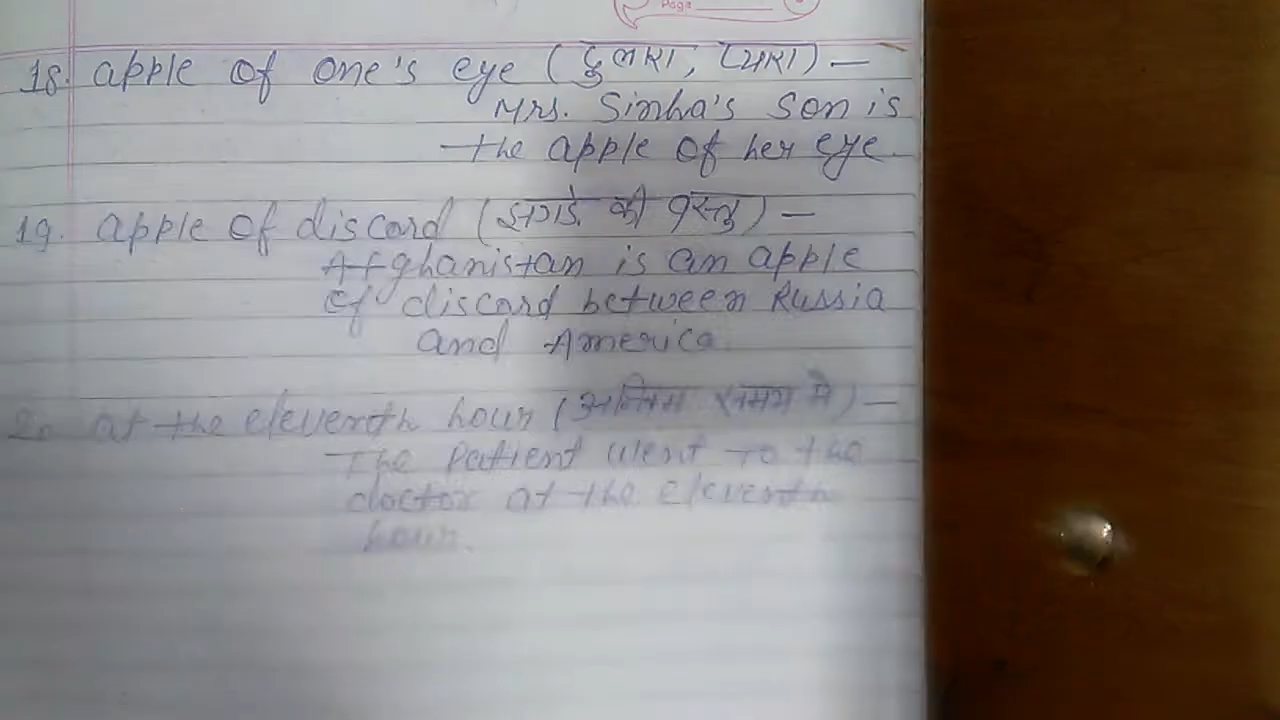 Page
18. apple of one's eye (दुलारा, प्यारा) —
Mrs. Sinha's son is
the apple of her eye.
19. apple of discord (झगड़े की वस्तु) —
Afghanistan is an apple
of discord between Russia
and America.
20 at the eleventh hour (अन्तिम समय में) —
The patient went to the
doctor at the eleventh
hour.